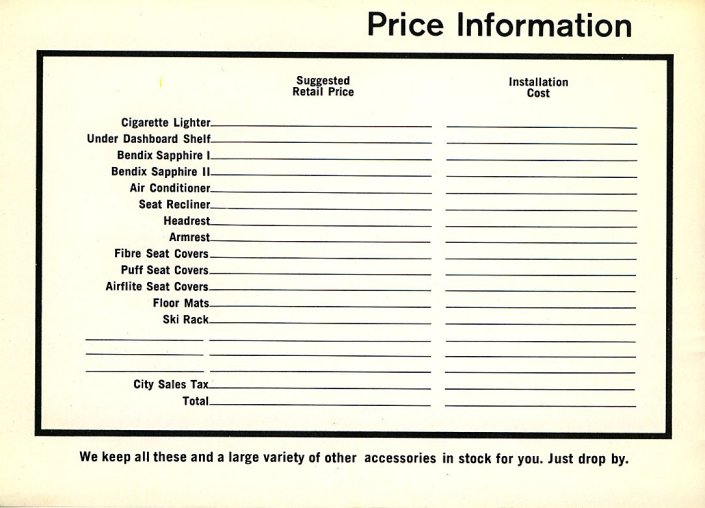 Price Information
Suggested
Retail Price
Installation
Cost
Cigarette Lighter
Under Dashboard Shelf
Bendix Sapphire I
Bendix Sapphire II
Air Conditioner
Seat Recliner
Headrest
Armrest
Fibre Seat Covers
Puff Seat Covers
Airflite Seat Covers
Floor Mats
Ski Rack
City Sales Tax
Total
We keep all these and a large variety of other accessories in stock for you. Just drop by.